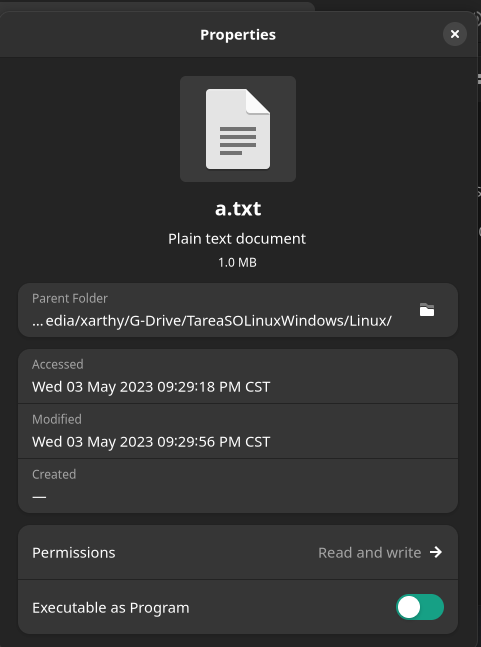 Properties
a.txt
Plain text document
1.0 MB
Parent Folder
…edia/xarthy/G-Drive/TareaSOLinuxWindows/Linux/
Accessed
Wed 03 May 2023 09:29:18 PM CST
Modified
Wed 03 May 2023 09:29:56 PM CST
Created
—
Permissions
Read and write
Executable as Program